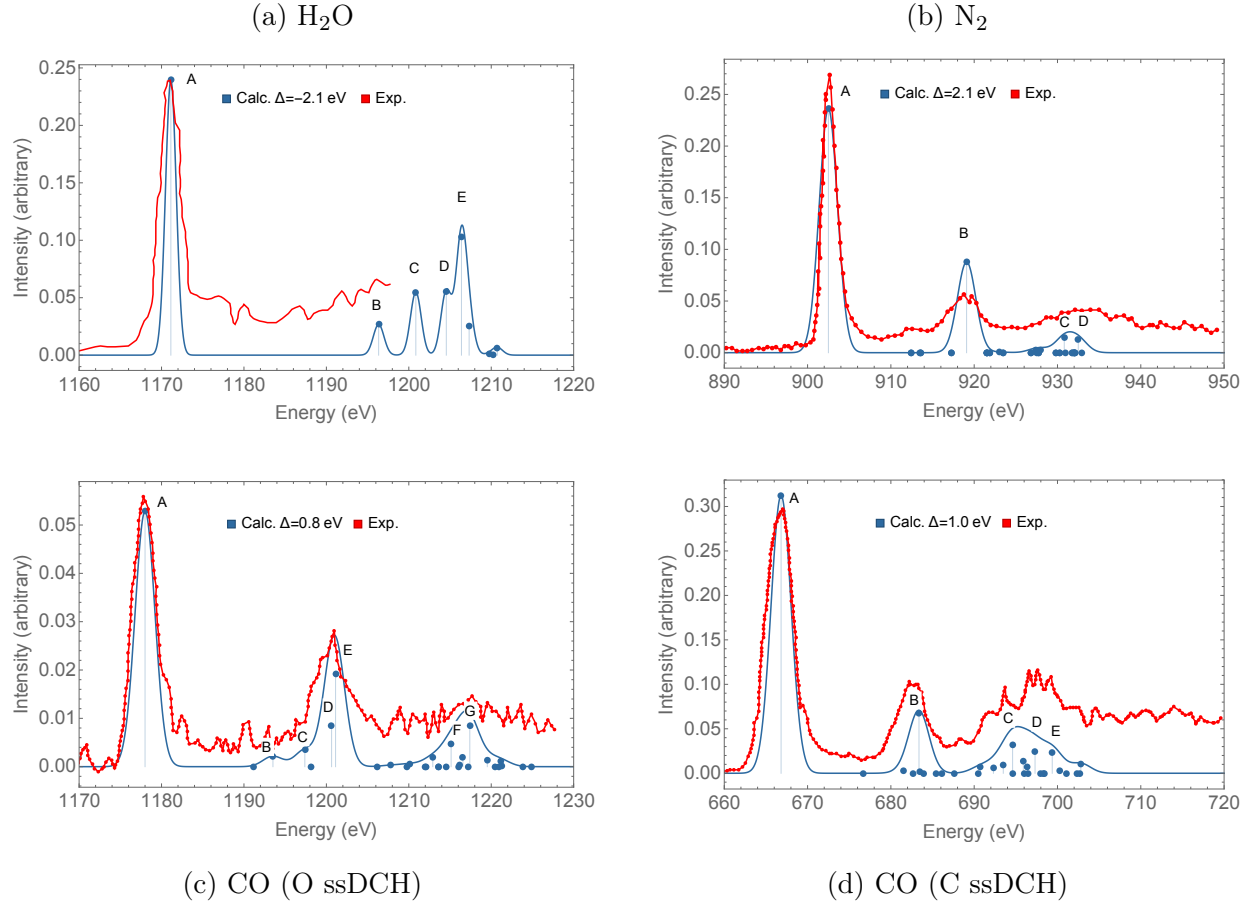 (a) H₂O
(b) N₂
A
B
C
D
E
Calc. Δ=−2.1 eV
Exp.
0.25
0.20
0.15
0.10
0.05
0.00
Intensity (arbitrary)
1160 1170 1180 1190 1200 1210 1220
Energy (eV)
A
B
C
D
Calc. Δ=2.1 eV
Exp.
0.25
0.20
0.15
0.10
0.05
0.00
Intensity (arbitrary)
890 900 910 920 930 940 950
Energy (eV)
A
B
C
D
E
F
G
Calc. Δ=0.8 eV
Exp.
0.05
0.04
0.03
0.02
0.01
0.00
Intensity (arbitrary)
1170 1180 1190 1200 1210 1220 1230
Energy (eV)
A
B
C
D
E
Calc. Δ=1.0 eV
Exp.
0.30
0.25
0.20
0.15
0.10
0.05
0.00
Intensity (arbitrary)
660 670 680 690 700 710 720
Energy (eV)
(c) CO (O ssDCH)
(d) CO (C ssDCH)